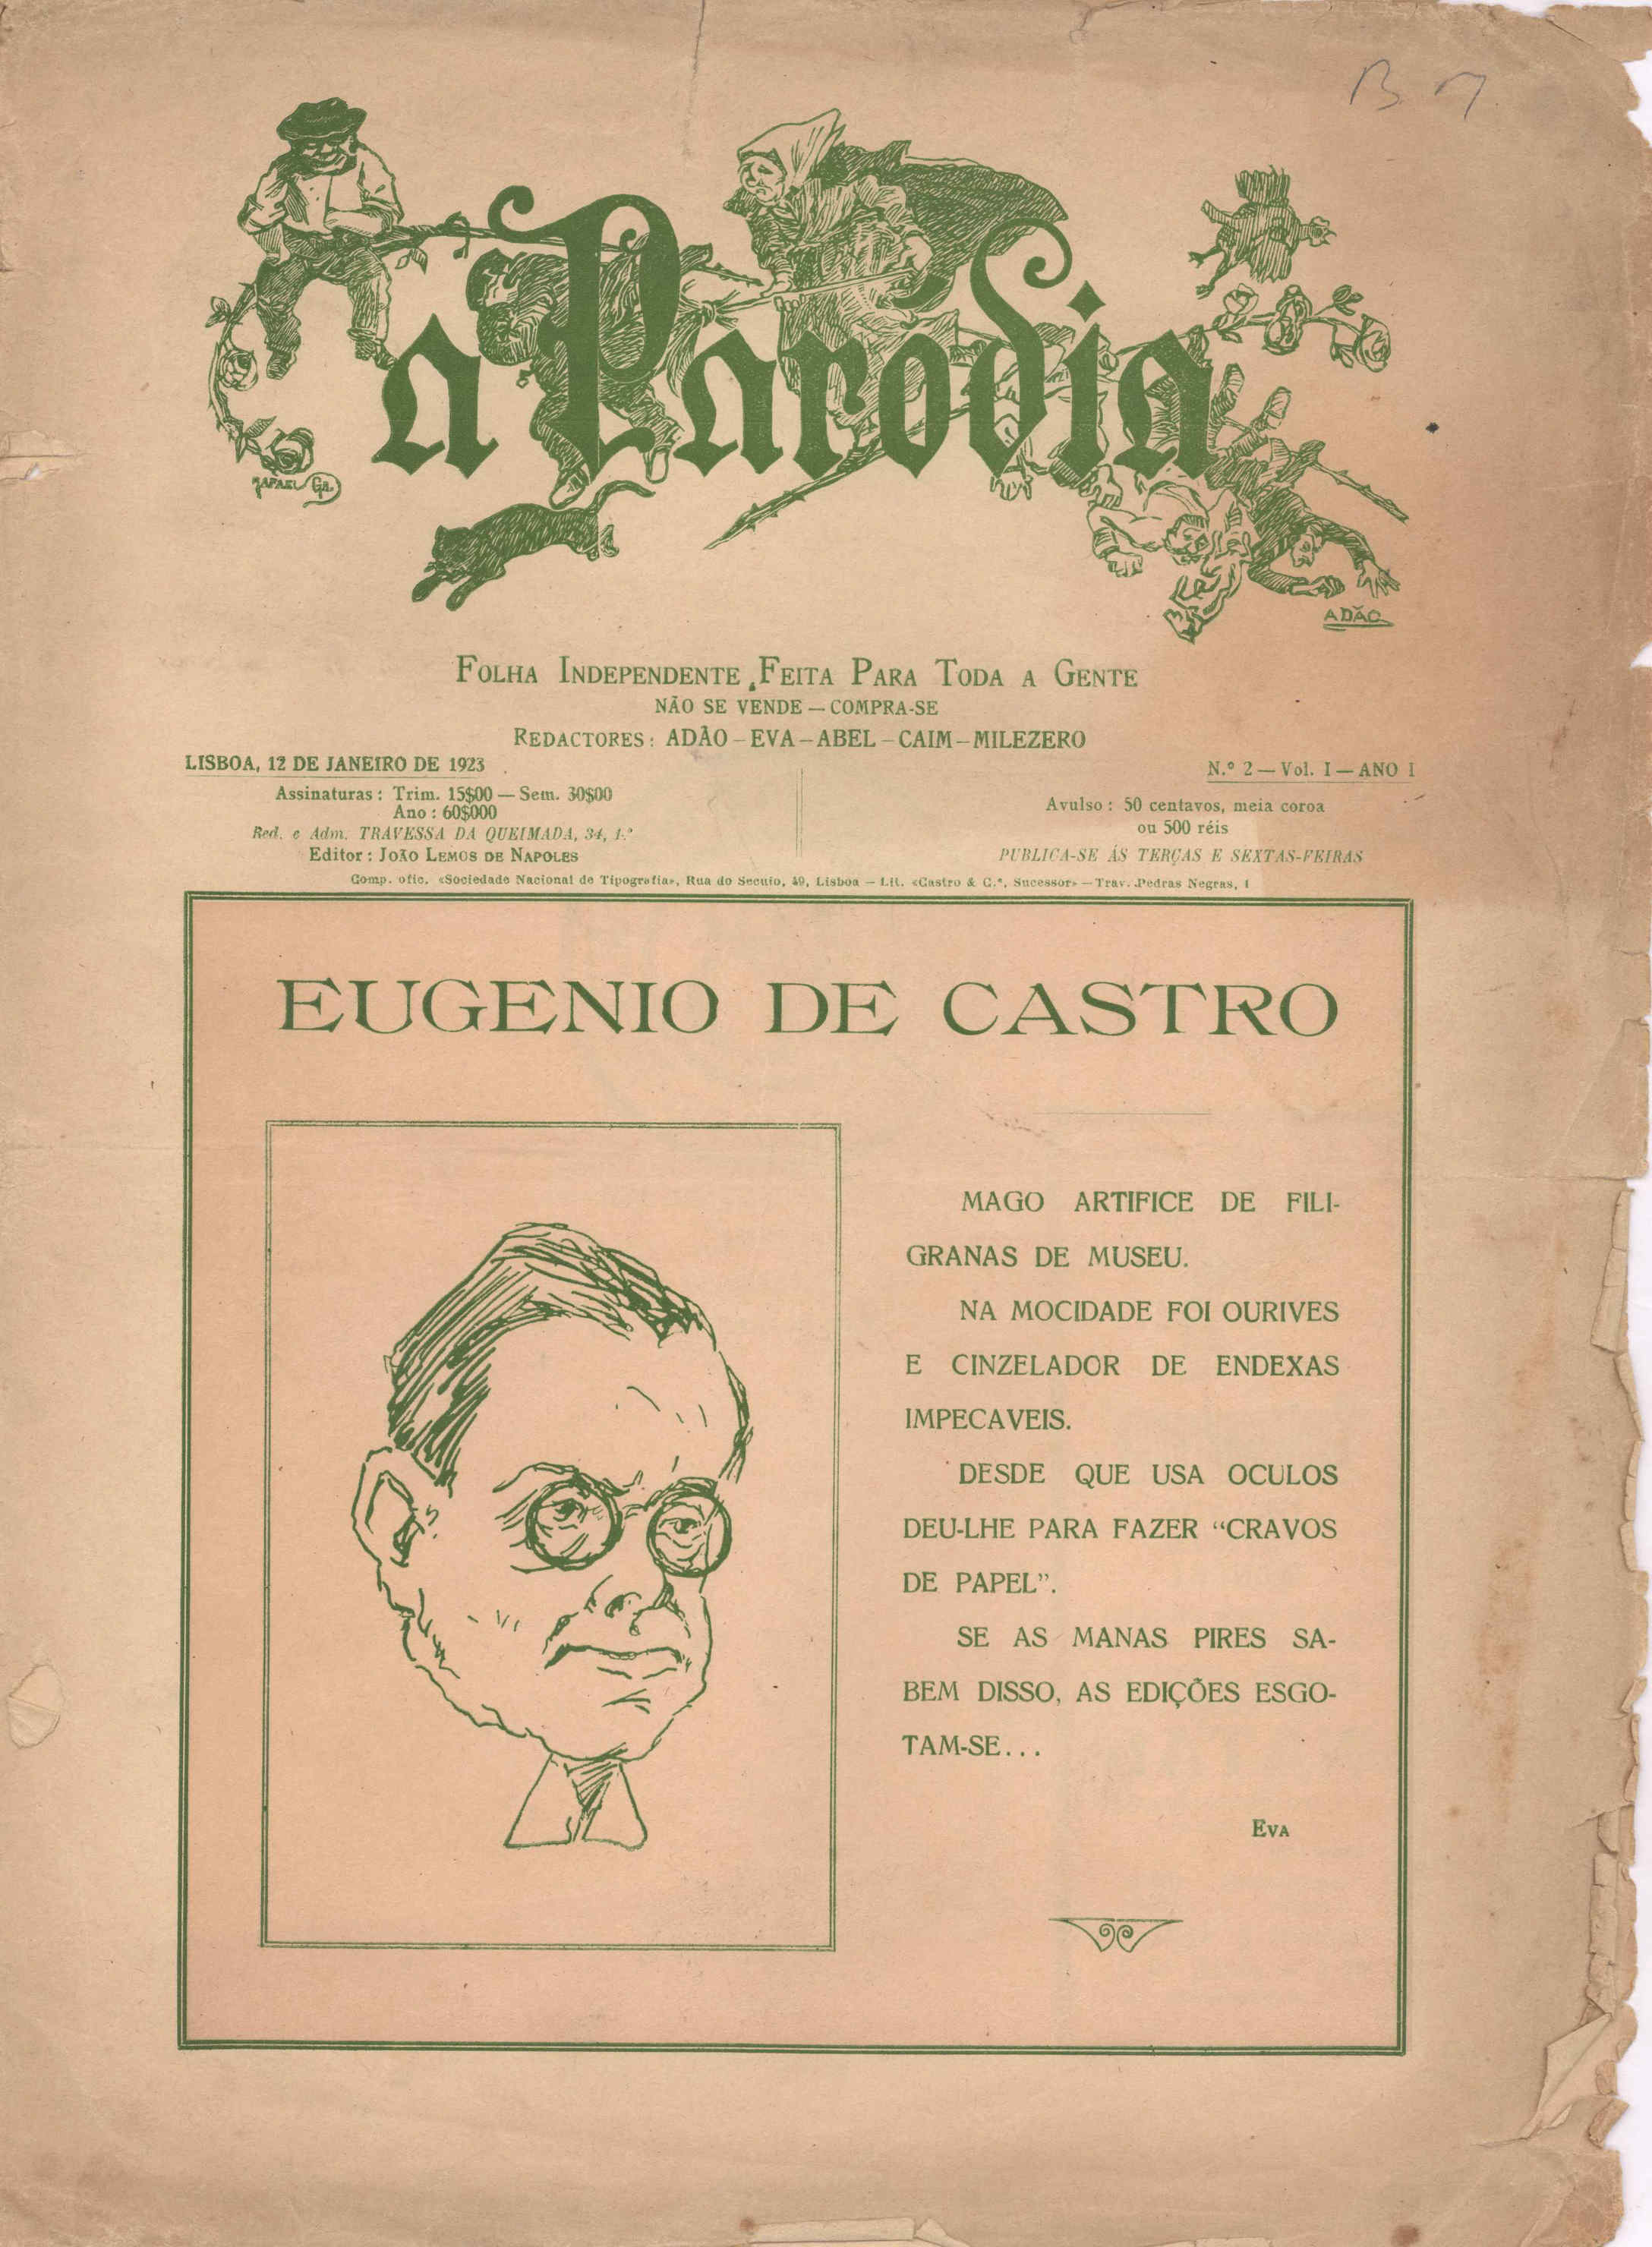 B 7
a Paródia
RAFAEL GA.
ADÃO
FOLHA INDEPENDENTE, FEITA PARA TODA A GENTE
NÃO SE VENDE — COMPRA-SE
REDACTORES: ADÃO — EVA — ABEL — CAIM — MILEZERO
LISBOA, 12 DE JANEIRO DE 1923
N.º 2 — Vol. I — ANO I
Assinaturas: Trim. 15$00 — Sem. 30$00
Ano: 60$000
Red. e Adm. TRAVESSA DA QUEIMADA, 34, 1.º
Editor: JOÃO LEMOS DE NAPOLES
Avulso: 50 centavos, meia coroa
ou 500 réis
PUBLICA-SE ÁS TERÇAS E SEXTAS-FEIRAS
Comp. ofic. «Sociedade Nacional de Tipografia», Rua do Seculo, 49, Lisboa — Lit. «Castro & C.ª, Sucessor» — Trav. Pedras Negras, 1
EUGENIO DE CASTRO
MAGO ARTIFICE DE FILI-
GRANAS DE MUSEU.
NA MOCIDADE FOI OURIVES
E CINZELADOR DE ENDEXAS
IMPECAVEIS.
DESDE QUE USA OCULOS
DEU-LHE PARA FAZER “CRAVOS
DE PAPEL”.
SE AS MANAS PIRES SA-
BEM DISSO, AS EDIÇÕES ESGO-
TAM-SE...
EVA